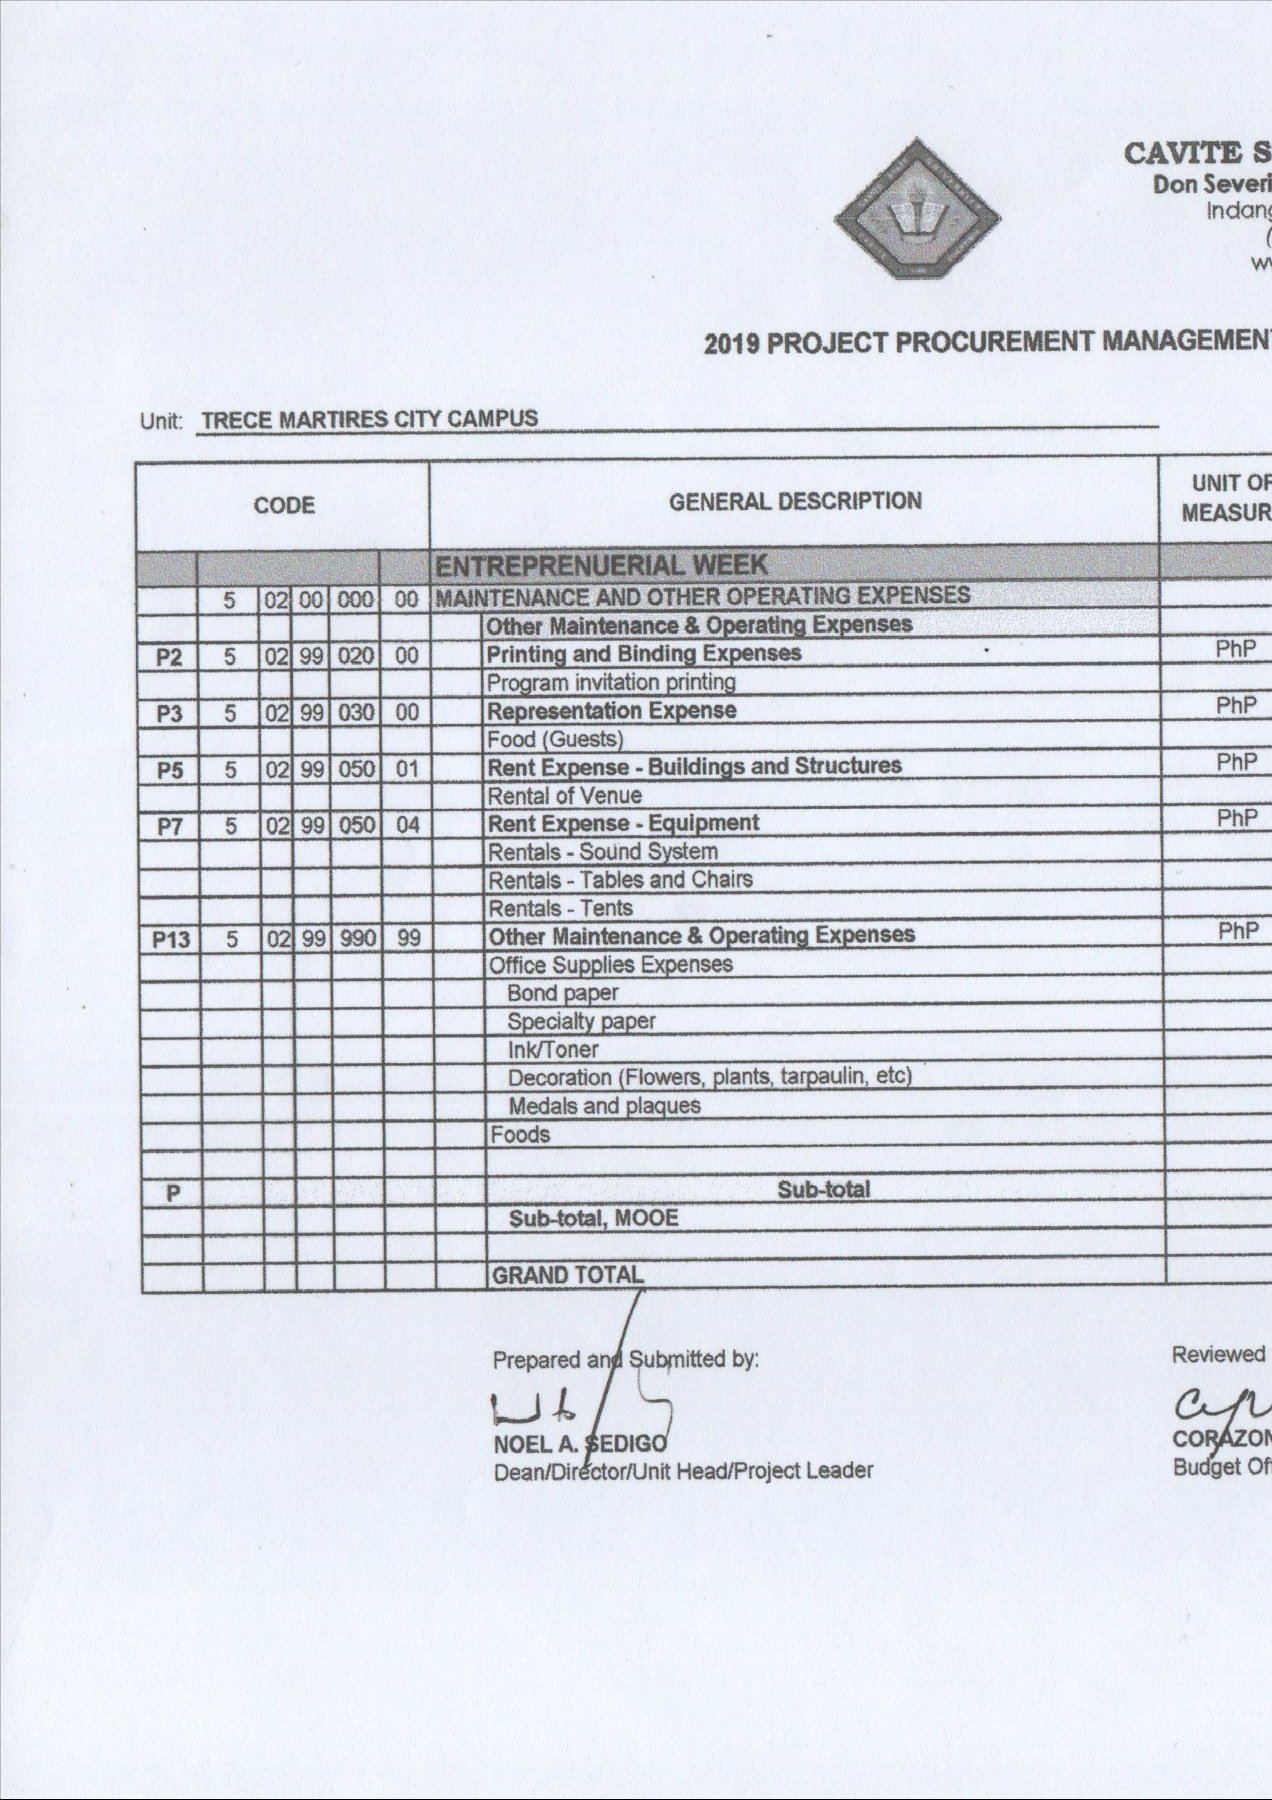 CAVITE S
Don Severi
Indang
(
w
2019 PROJECT PROCUREMENT MANAGEMENT
Unit: TRECE MARTIRES CITY CAMPUS
CODE GENERAL DESCRIPTION UNIT OF MEASUR
ENTREPRENUERIAL WEEK
5 02 00 000 00 MAINTENANCE AND OTHER OPERATING EXPENSES
Other Maintenance & Operating Expenses
P2 5 02 99 020 00 Printing and Binding Expenses PhP
Program invitation printing
P3 5 02 99 030 00 Representation Expense PhP
Food (Guests)
P5 5 02 99 050 01 Rent Expense - Buildings and Structures PhP
Rental of Venue
P7 5 02 99 050 04 Rent Expense - Equipment PhP
Rentals - Sound System
Rentals - Tables and Chairs
Rentals - Tents
P13 5 02 99 990 99 Other Maintenance & Operating Expenses PhP
Office Supplies Expenses
Bond paper
Specialty paper
Ink/Toner
Decoration (Flowers, plants, tarpaulin, etc)
Medals and plaques
Foods
P Sub-total
Sub-total, MOOE
GRAND TOTAL
Prepared and Submitted by: Reviewed
NOEL A. SEDIGO CORAZON
Dean/Director/Unit Head/Project Leader Budget Off